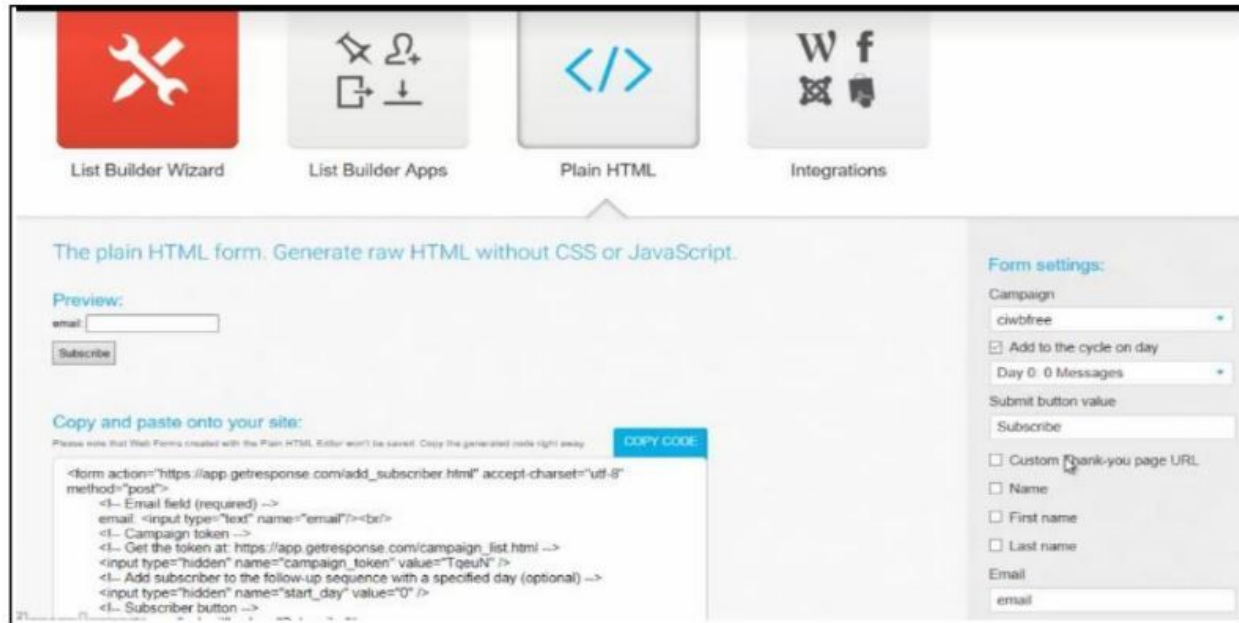 List Builder Wizard
List Builder Apps
Plain HTML
Integrations
The plain HTML form. Generate raw HTML without CSS or JavaScript.
Preview:
email:
Subscribe
Copy and paste onto your site:
Please note that Web Forms created with the Plain HTML Editor won't be saved. Copy the generated code right away.
COPY CODE
<form action="https://app.getresponse.com/add_subscriber.html" accept-charset="utf-8"
method="post">
<!-- Email field (required) -->
email: <input type="text" name="email"/><br/>
<!-- Campaign token -->
<!-- Get the token at: https://app.getresponse.com/campaign_list.html -->
<input type="hidden" name="campaign_token" value="TqeuN" />
<!-- Add subscriber to the follow-up sequence with a specified day (optional) -->
<input type="hidden" name="start_day" value="0" />
<!-- Subscriber button -->
Form settings:
Campaign
ciwbfree
Add to the cycle on day
Day 0: 0 Messages
Submit button value
Subscribe
Custom Thank-you page URL
Name
First name
Last name
Email
email